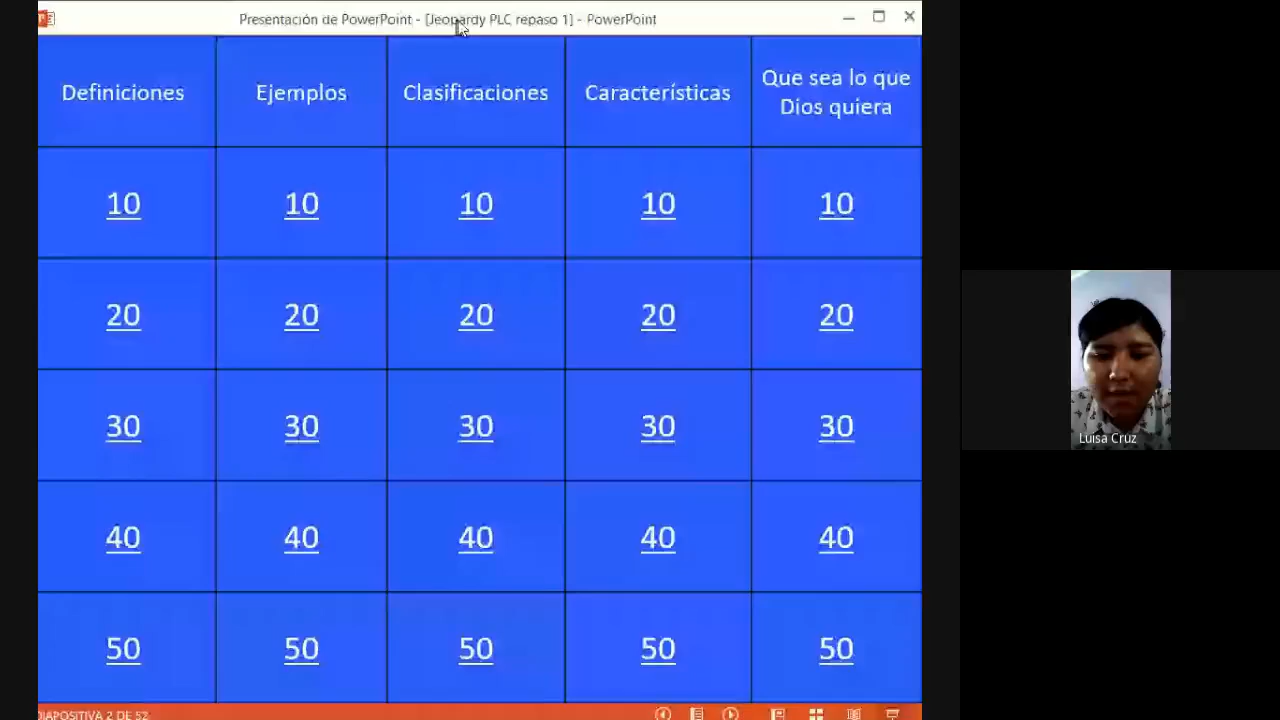 Presentación de PowerPoint - [Jeopardy PLC repaso 1] - PowerPoint
Definiciones
Ejemplos
Clasificaciones
Características
Que sea lo que
Dios quiera
10
10
10
10
10
20
20
20
20
20
30
30
30
30
30
40
40
40
40
40
50
50
50
50
50
DIAPOSITIVA 2 DE 52
Luisa Cruz